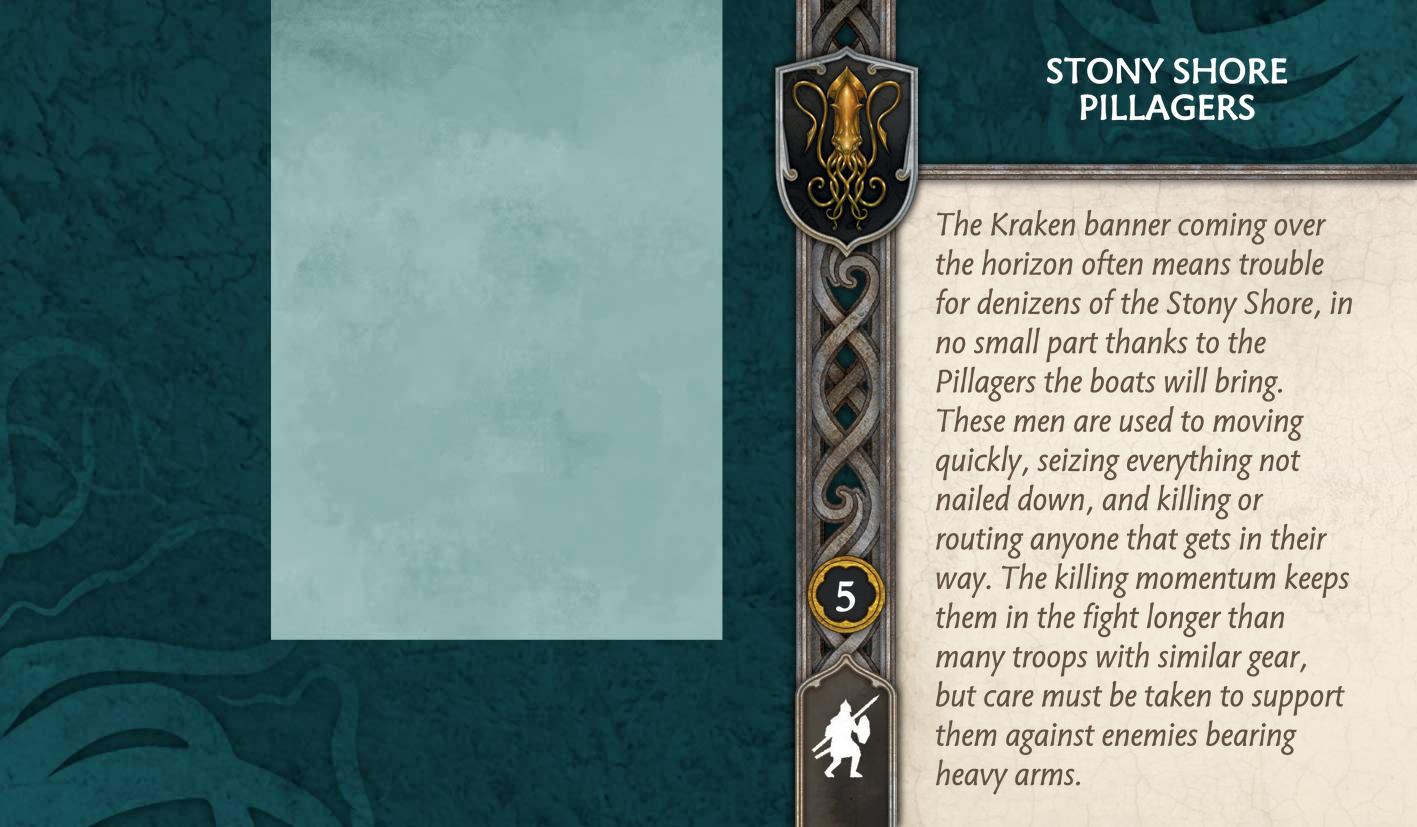 STONY SHORE
PILLAGERS
The Kraken banner coming over
the horizon often means trouble
for denizens of the Stony Shore, in
no small part thanks to the
Pillagers the boats will bring.
These men are used to moving
quickly, seizing everything not
nailed down, and killing or
routing anyone that gets in their
way. The killing momentum keeps
them in the fight longer than
many troops with similar gear,
but care must be taken to support
them against enemies bearing
heavy arms.
5